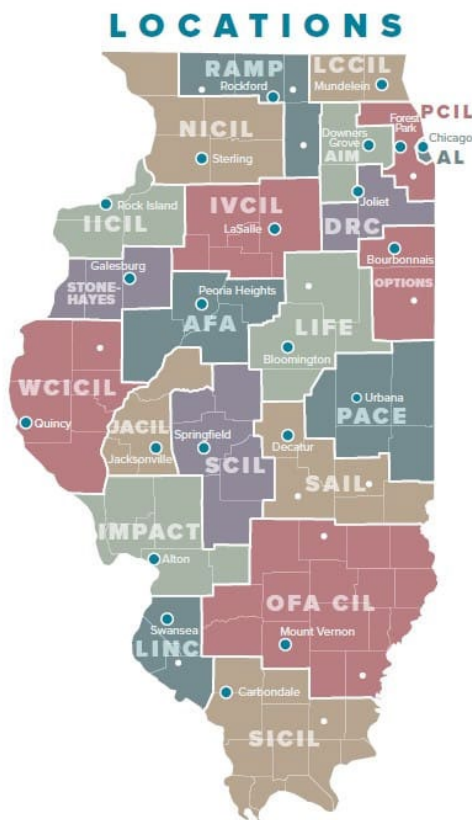 LOCATIONS
RAMP
Rockford
LCCIL
Mundelein
NICIL
Sterling
Downers
Grove
AIM
Forest
Park
PCIL
Chicago
AL
Rock Island
IICIL
IVCIL
LaSalle
Joliet
DRC
Bourbonnais
OPTIONS
Galesburg
STONE-
HAYES
Peoria Heights
AFA
LIFE
Bloomington
WCICIL
Quincy
JACIL
Jacksonville
Springfield
SCIL
Urbana
PACE
Decatur
SAIL
IMPACT
Alton
OFA CIL
Mount Vernon
Swansea
LINC
Carbondale
SICIL